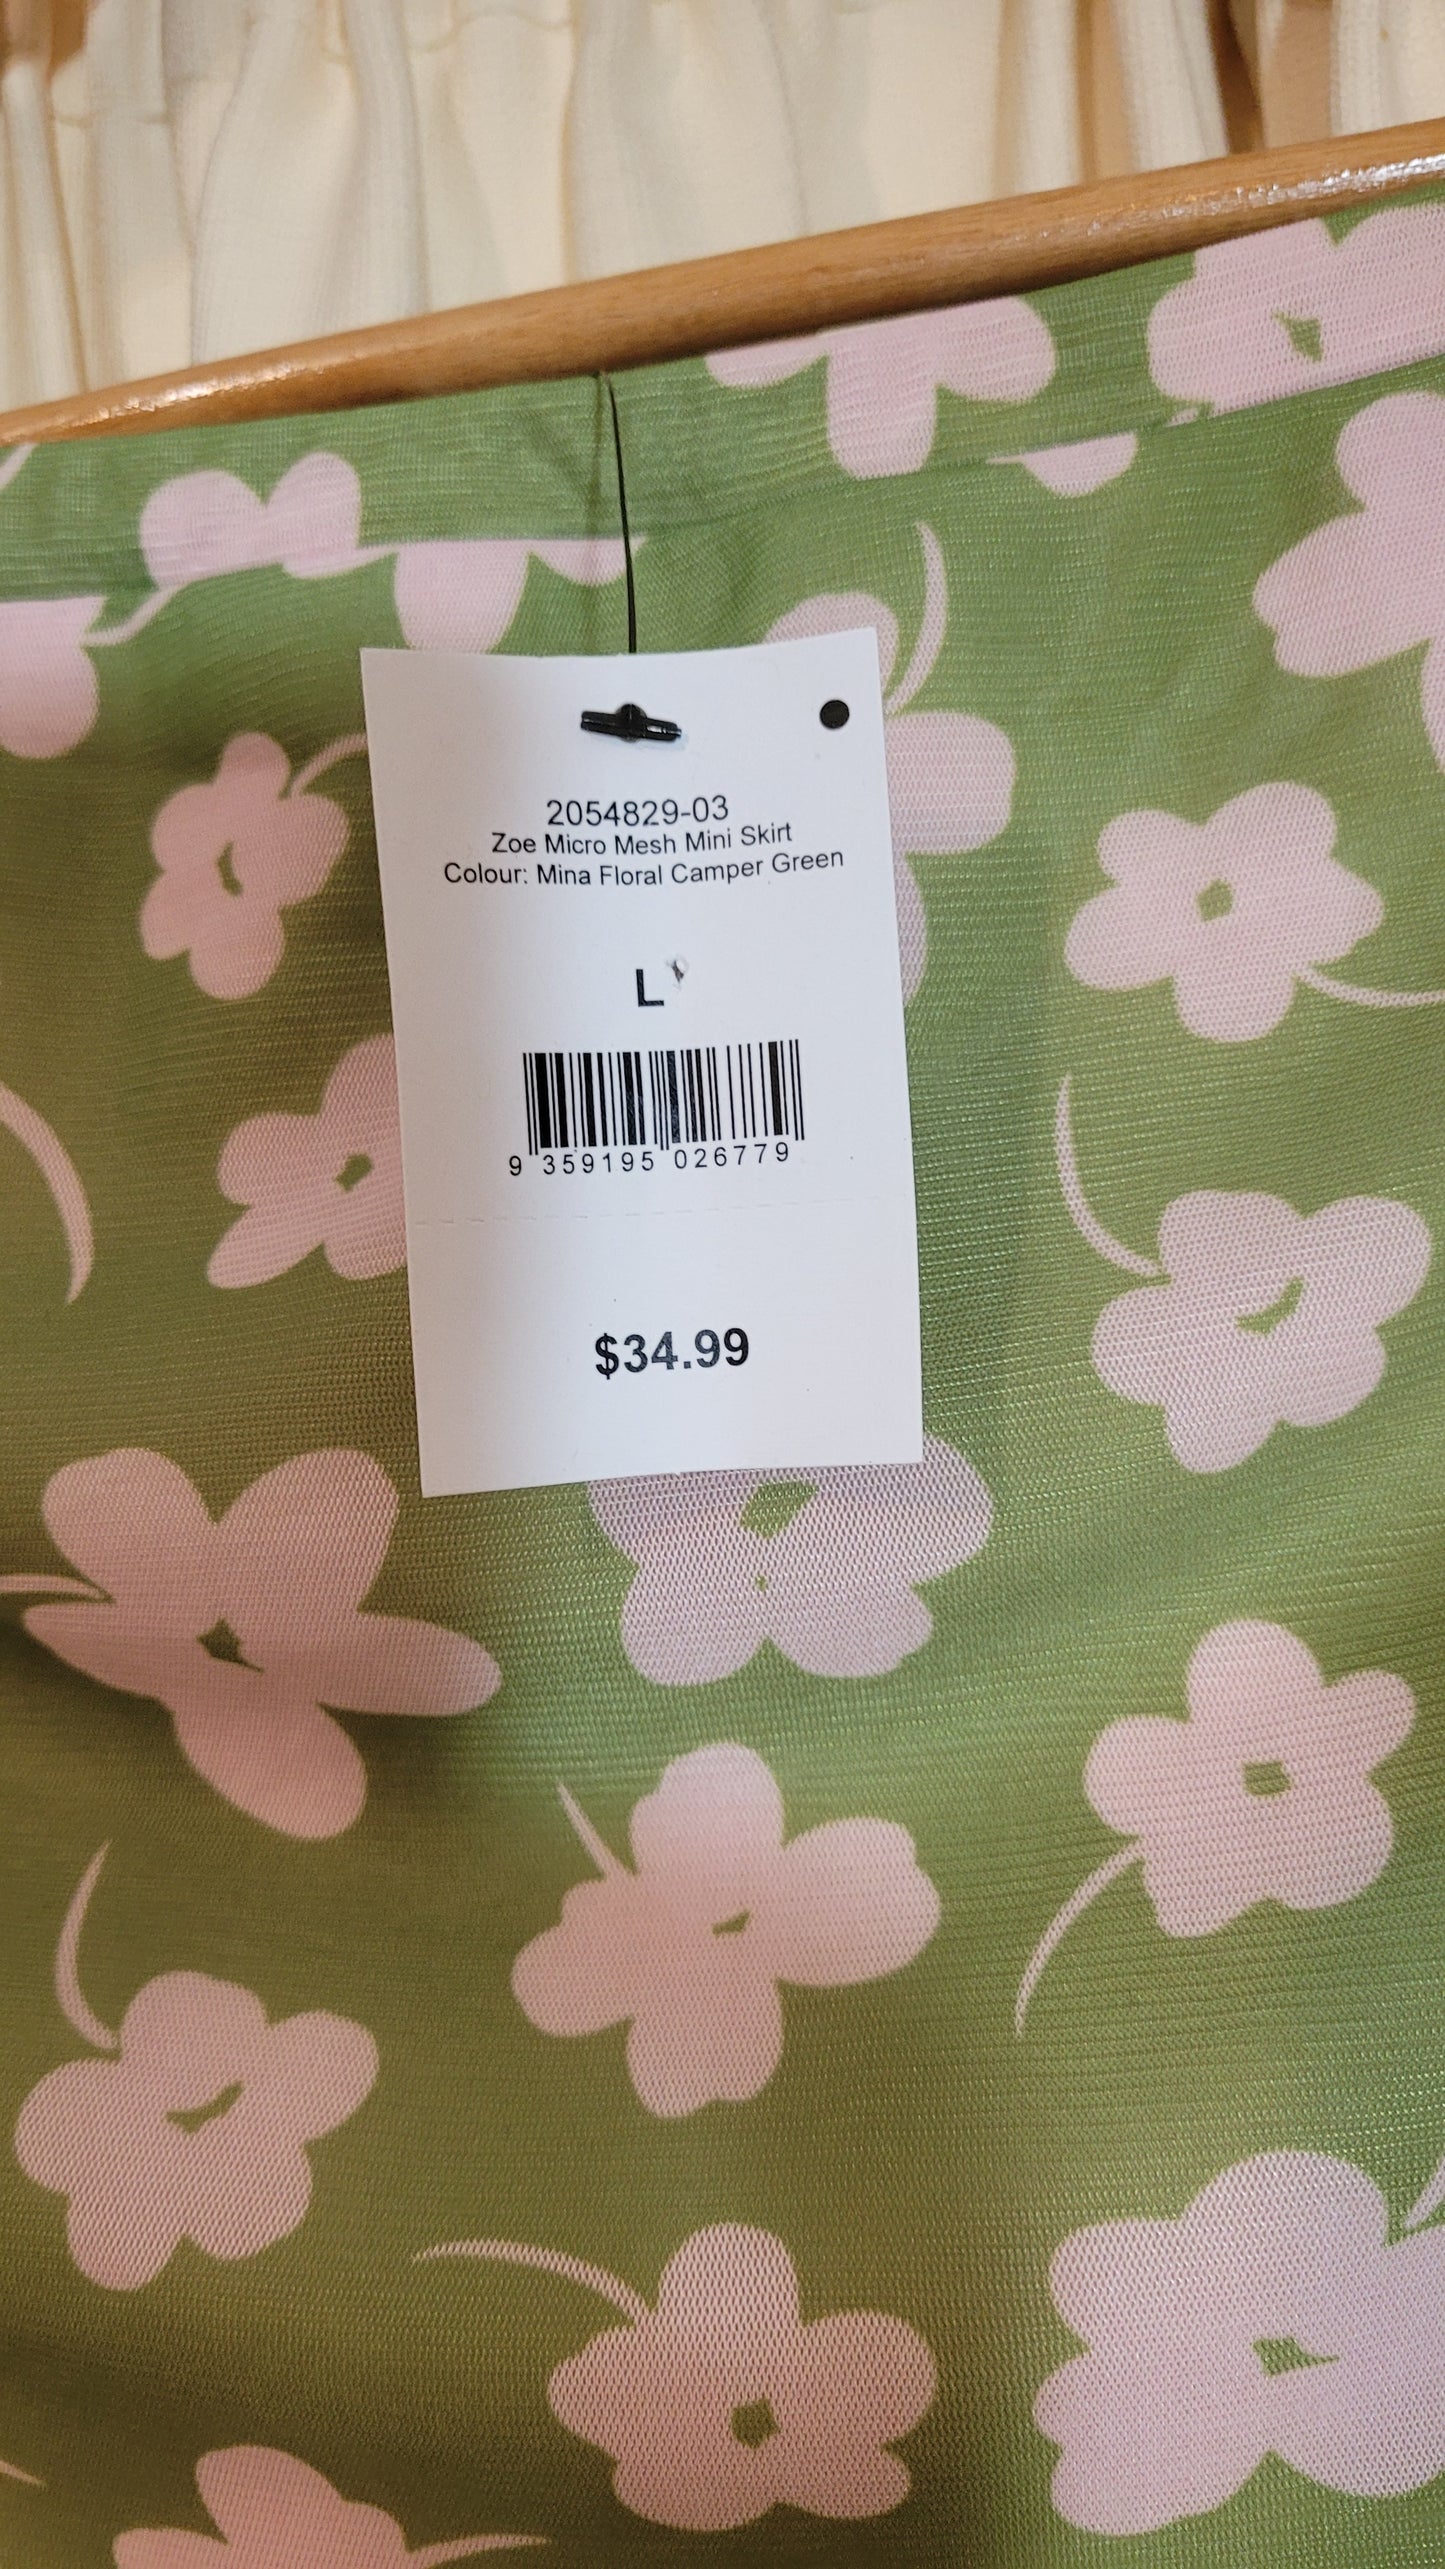 2054829-03
Zoe Micro Mesh Mini Skirt
Colour: Mina Floral Camper Green
L
9 359195 026779
$34.99